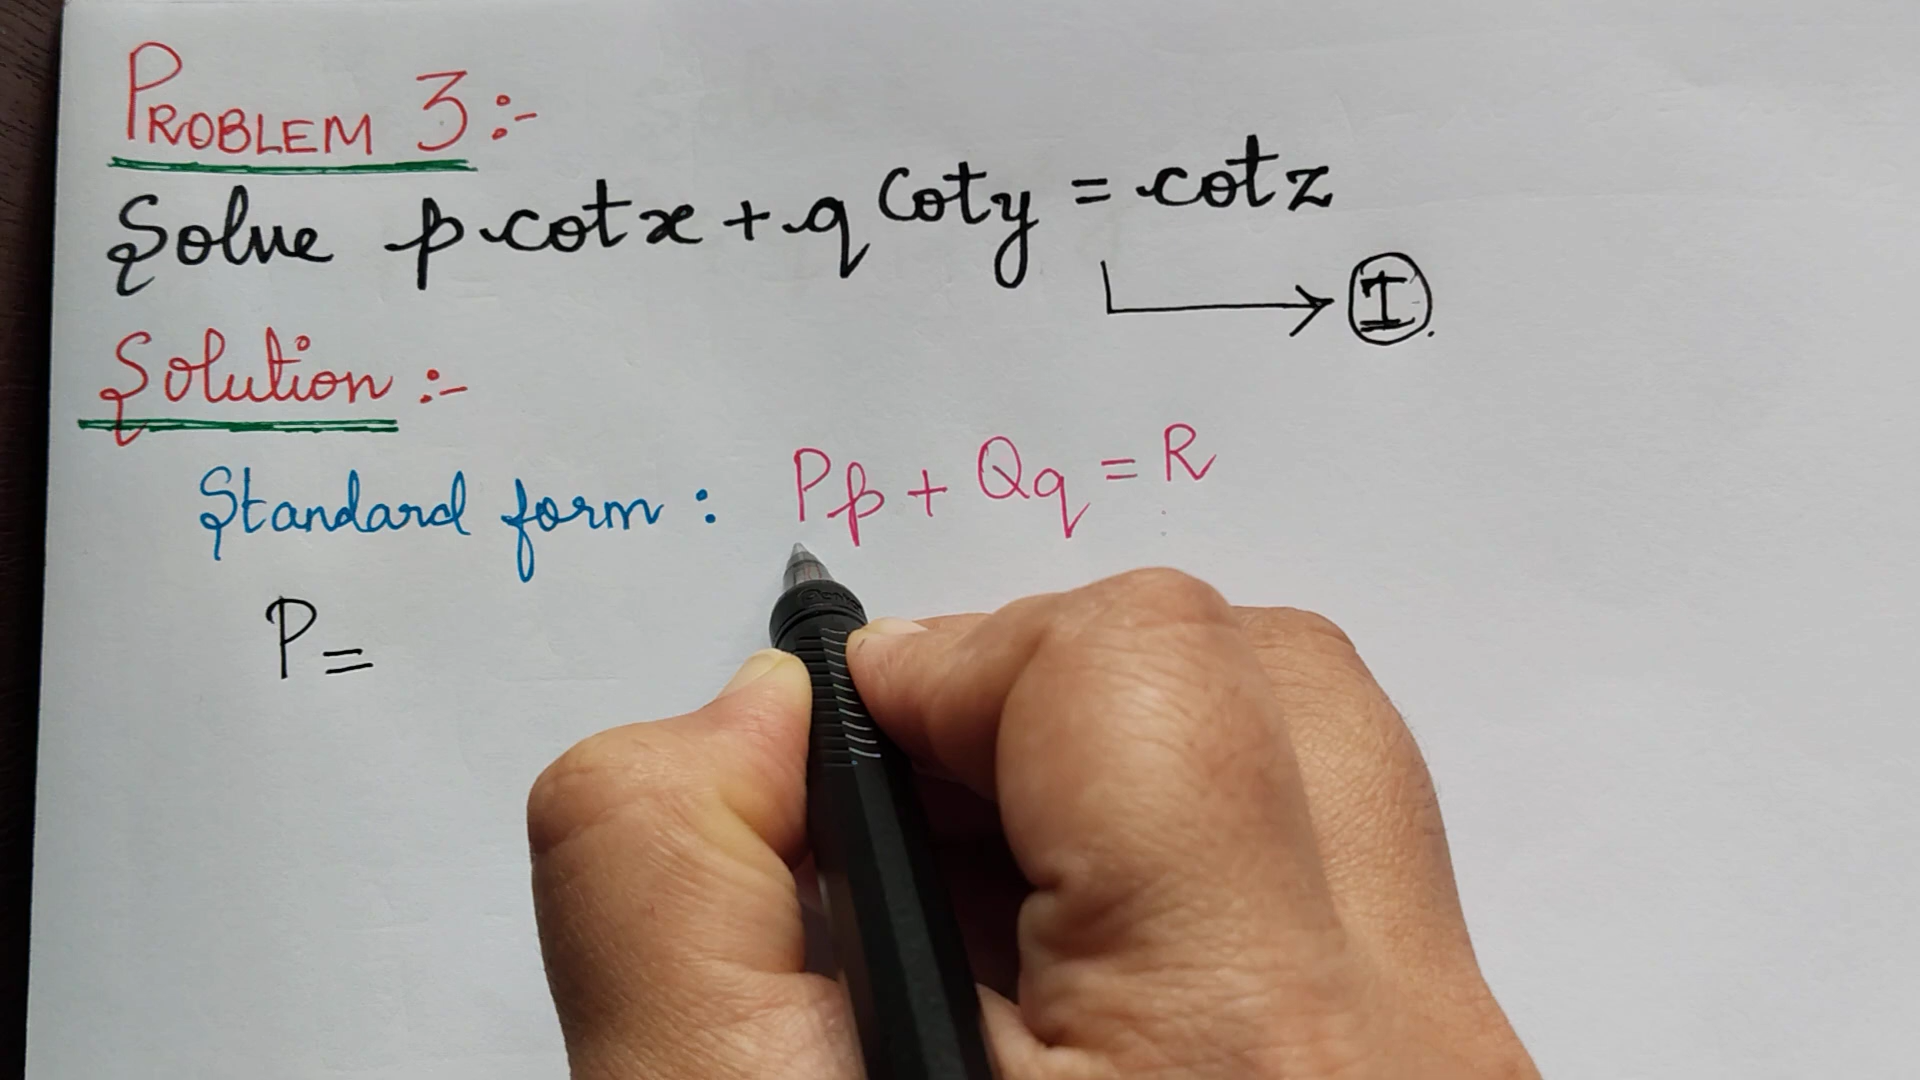 PROBLEM 3:-
Solve p cot x + q Cot y = cot z
I
Solution :-
Standard form : Pp + Qq = R
P =